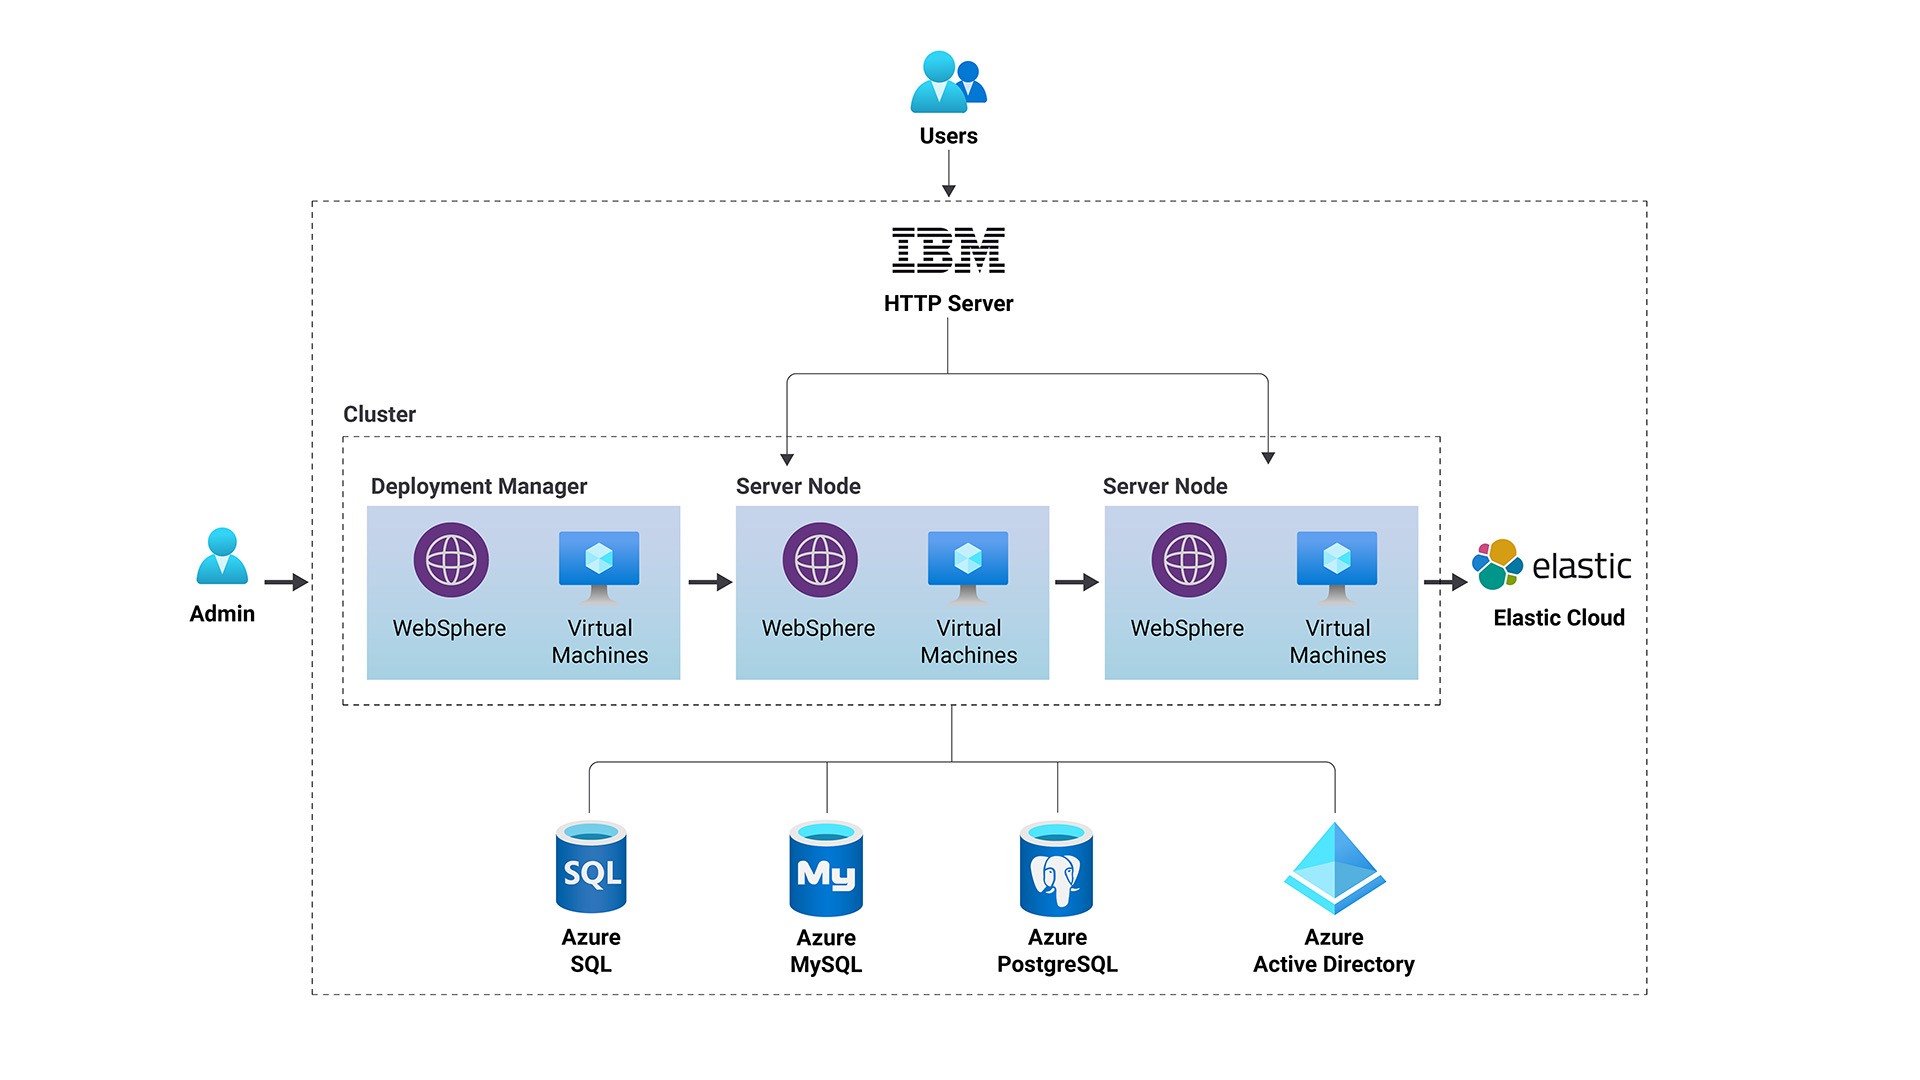 Users
IBM
HTTP Server
Cluster
Deployment Manager
Server Node
Server Node
WebSphere
Virtual
Machines
WebSphere
Virtual
Machines
WebSphere
Virtual
Machines
Admin
elastic
Elastic Cloud
SQL
My
Azure
SQL
Azure
MySQL
Azure
PostgreSQL
Azure
Active Directory